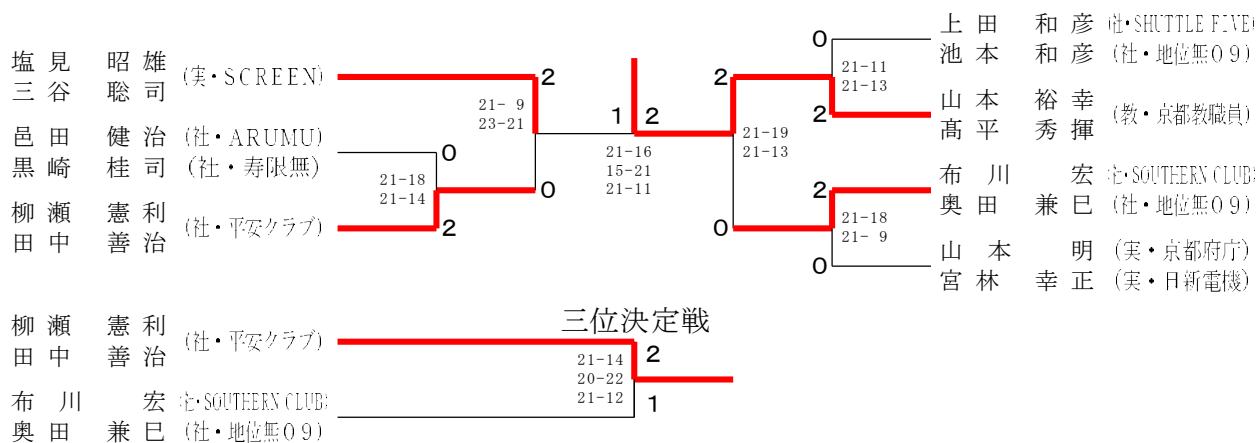 塩見 昭雄 (実・SCREEN)
三谷 聡司
邑田 健治 (社・ARUMU)
黒崎 桂司 (社・寿限無)
柳瀬 憲利 (社・平安クラブ)
田中 善治
2
21- 9
23-21
0
0
21-18
21-14
2
1 2
21-16
15-21
21-11
上田 和彦 (社・SHUTTLE FIVE)
池本 和彦 (社・地位無09)
山本 裕幸 (教・京都教職員)
髙平 秀揮
布川 宏 (社・SOUTHERN CLUB)
奥田 兼巳 (社・地位無09)
山本 明 (実・京都府庁)
宮林 幸正 (実・日新電機)
0
21-11
21-13
2
2
21-19
21-13
0
2
21-18
21- 9
0
三位決定戦
柳瀬 憲利 (社・平安クラブ)
田中 善治
布川 宏 (社・SOUTHERN CLUB)
奥田 兼巳 (社・地位無09)
2
21-14
20-22
21-12
1